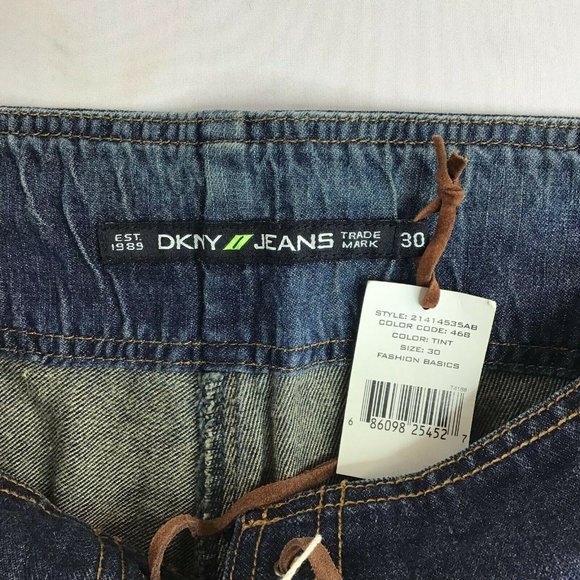 EST. 1989 DKNY // JEANS TRADE MARK 30
STYLE: 21414535AB
COLOR CODE: 468
COLOR: TINT
SIZE: 30
FASHION BASICS
74188
6 86098 25452 7